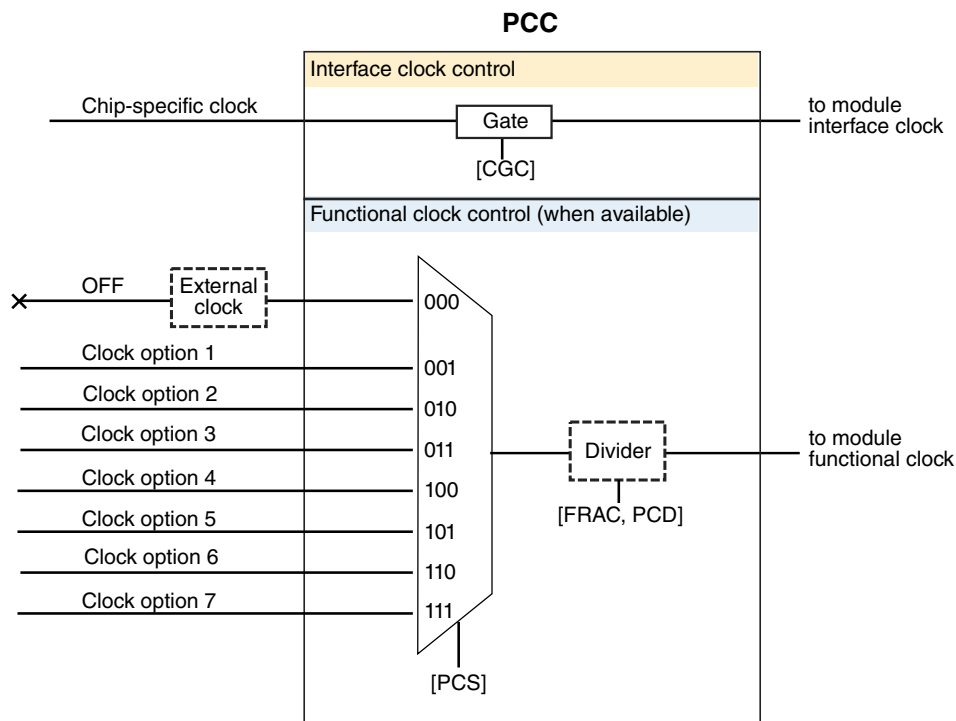 PCC
Interface clock control
Chip-specific clock
Gate
to module
interface clock
[CGC]
Functional clock control (when available)
OFF
External
clock
000
Clock option 1
001
Clock option 2
010
Clock option 3
011
Divider
to module
functional clock
Clock option 4
100
[FRAC, PCD]
Clock option 5
101
Clock option 6
110
Clock option 7
111
[PCS]